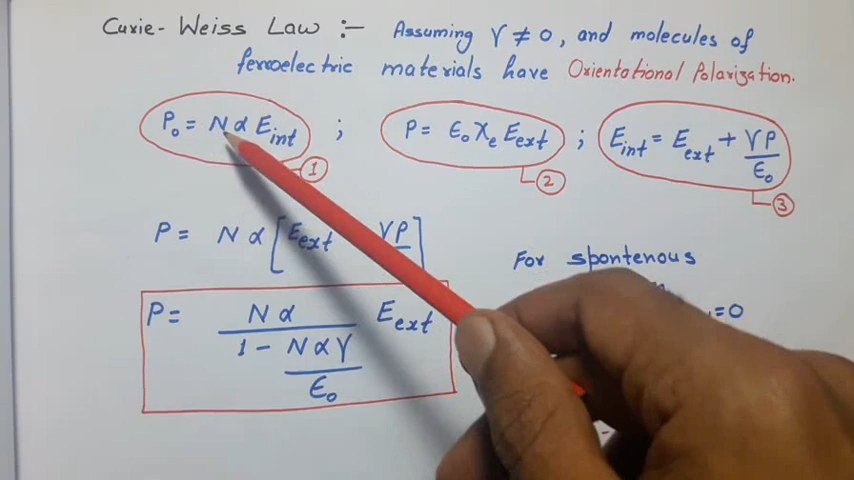 Curie-Weiss Law :- Assuming γ ≠ 0, and molecules of
ferroelectric materials have Orientational Polarization.
P₀ = N α E_int ; P = ε₀ χ_e E_ext ; E_int = E_ext + γP/ε₀
① ② ③
P = N α [E_ext γP]
For spontenous
P = Nα / (1 - Nαγ/ε₀) E_ext
=0